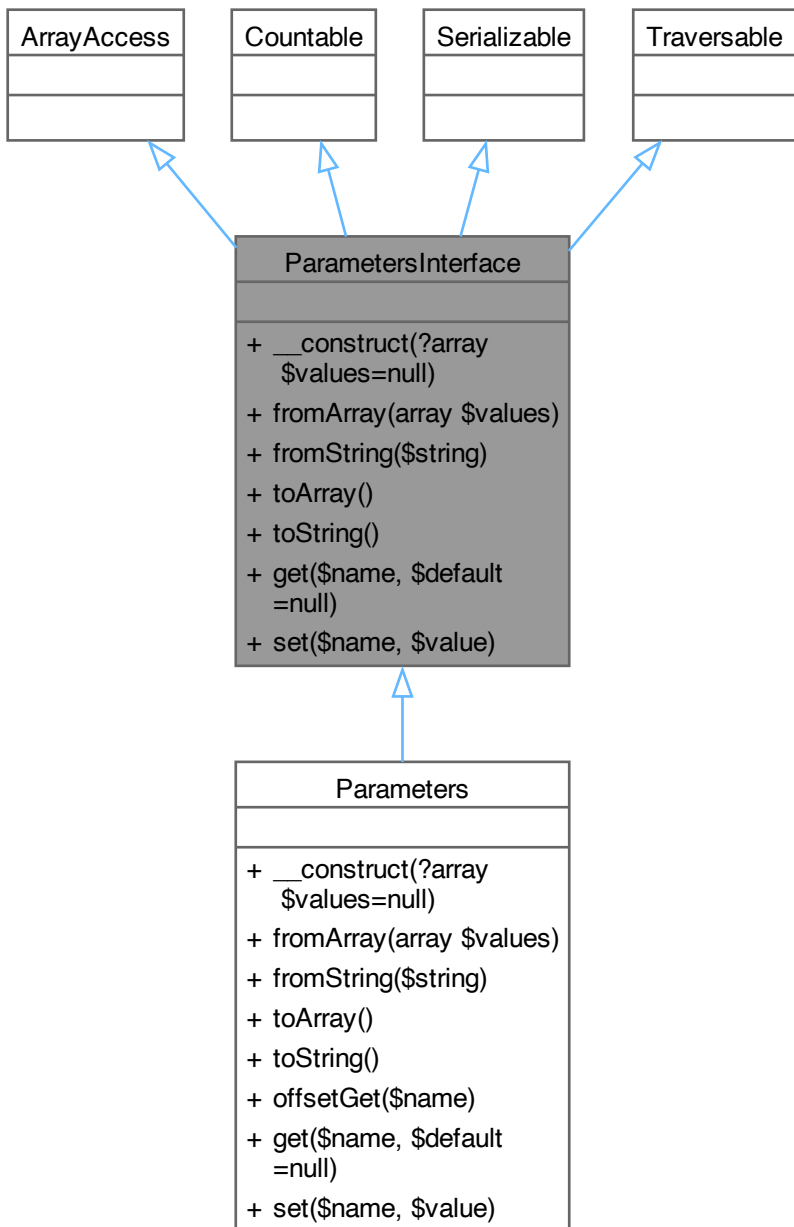 ArrayAccess
Countable
Serializable
Traversable
ParametersInterface
+ __construct(?array
$values=null)
+ fromArray(array $values)
+ fromString($string)
+ toArray()
+ toString()
+ get($name, $default
=null)
+ set($name, $value)
Parameters
+ __construct(?array
$values=null)
+ fromArray(array $values)
+ fromString($string)
+ toArray()
+ toString()
+ offsetGet($name)
+ get($name, $default
=null)
+ set($name, $value)